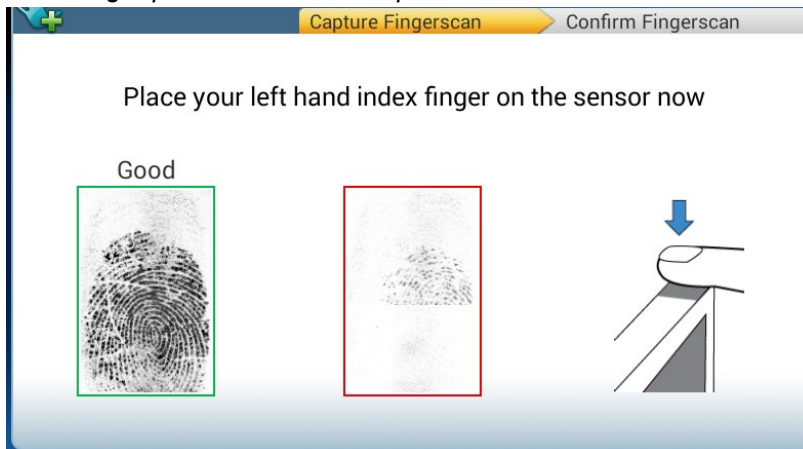 Capture Fingerscan
Confirm Fingerscan
Place your left hand index finger on the sensor now
Good